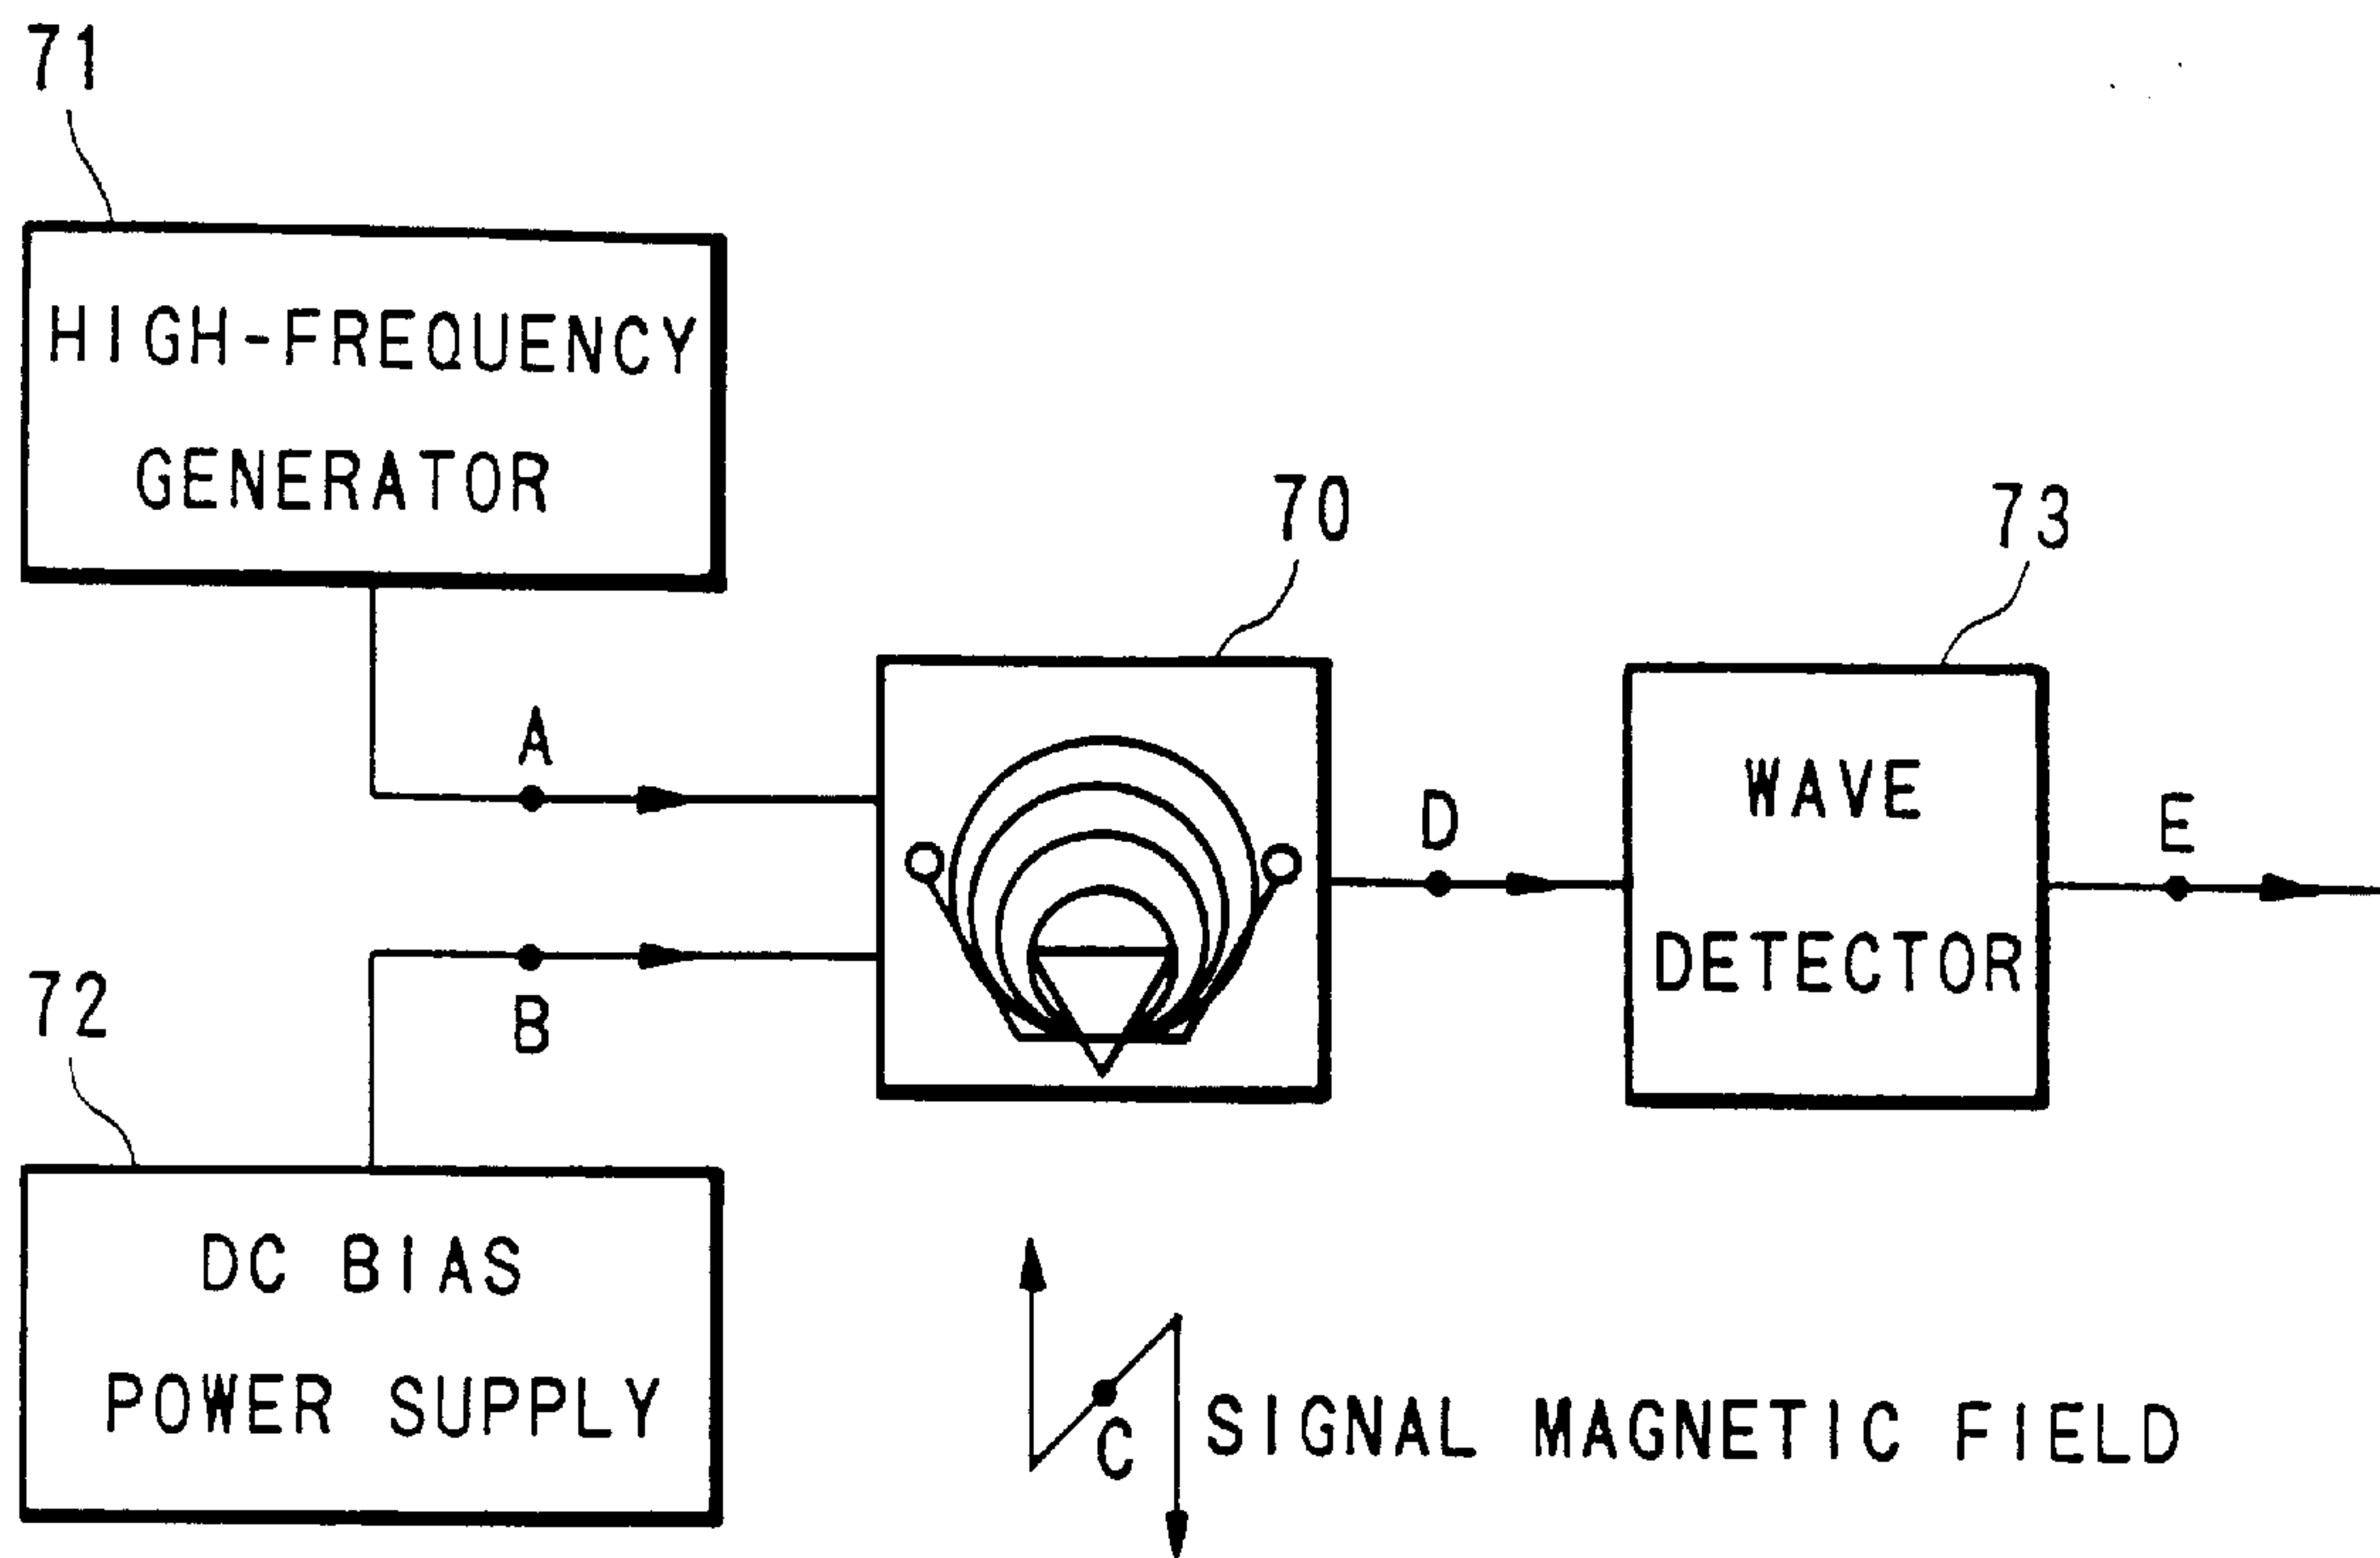 71
HIGH-FREQUENCY
GENERATOR
A
70
73
WAVE
DETECTOR
D
E
B
72
DC BIAS
POWER SUPPLY
C
SIGNAL MAGNETIC FIELD